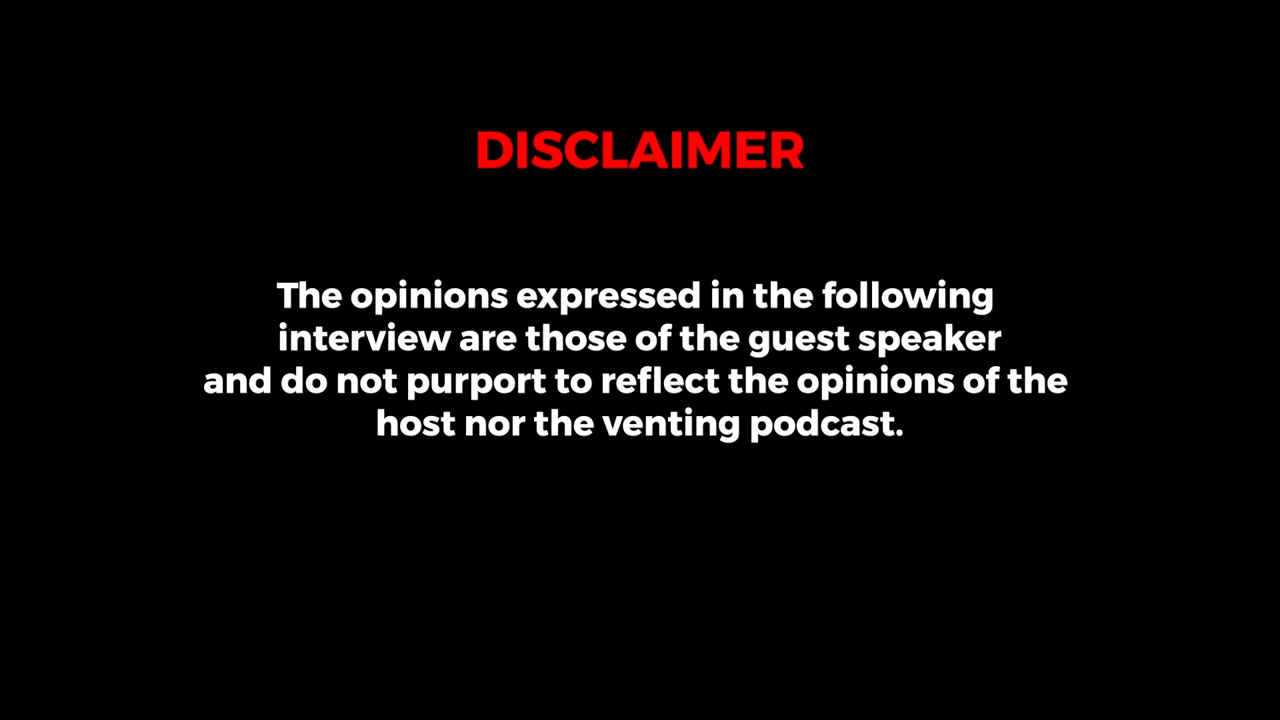 DISCLAIMER
The opinions expressed in the following
interview are those of the guest speaker
and do not purport to reflect the opinions of the
host nor the venting podcast.